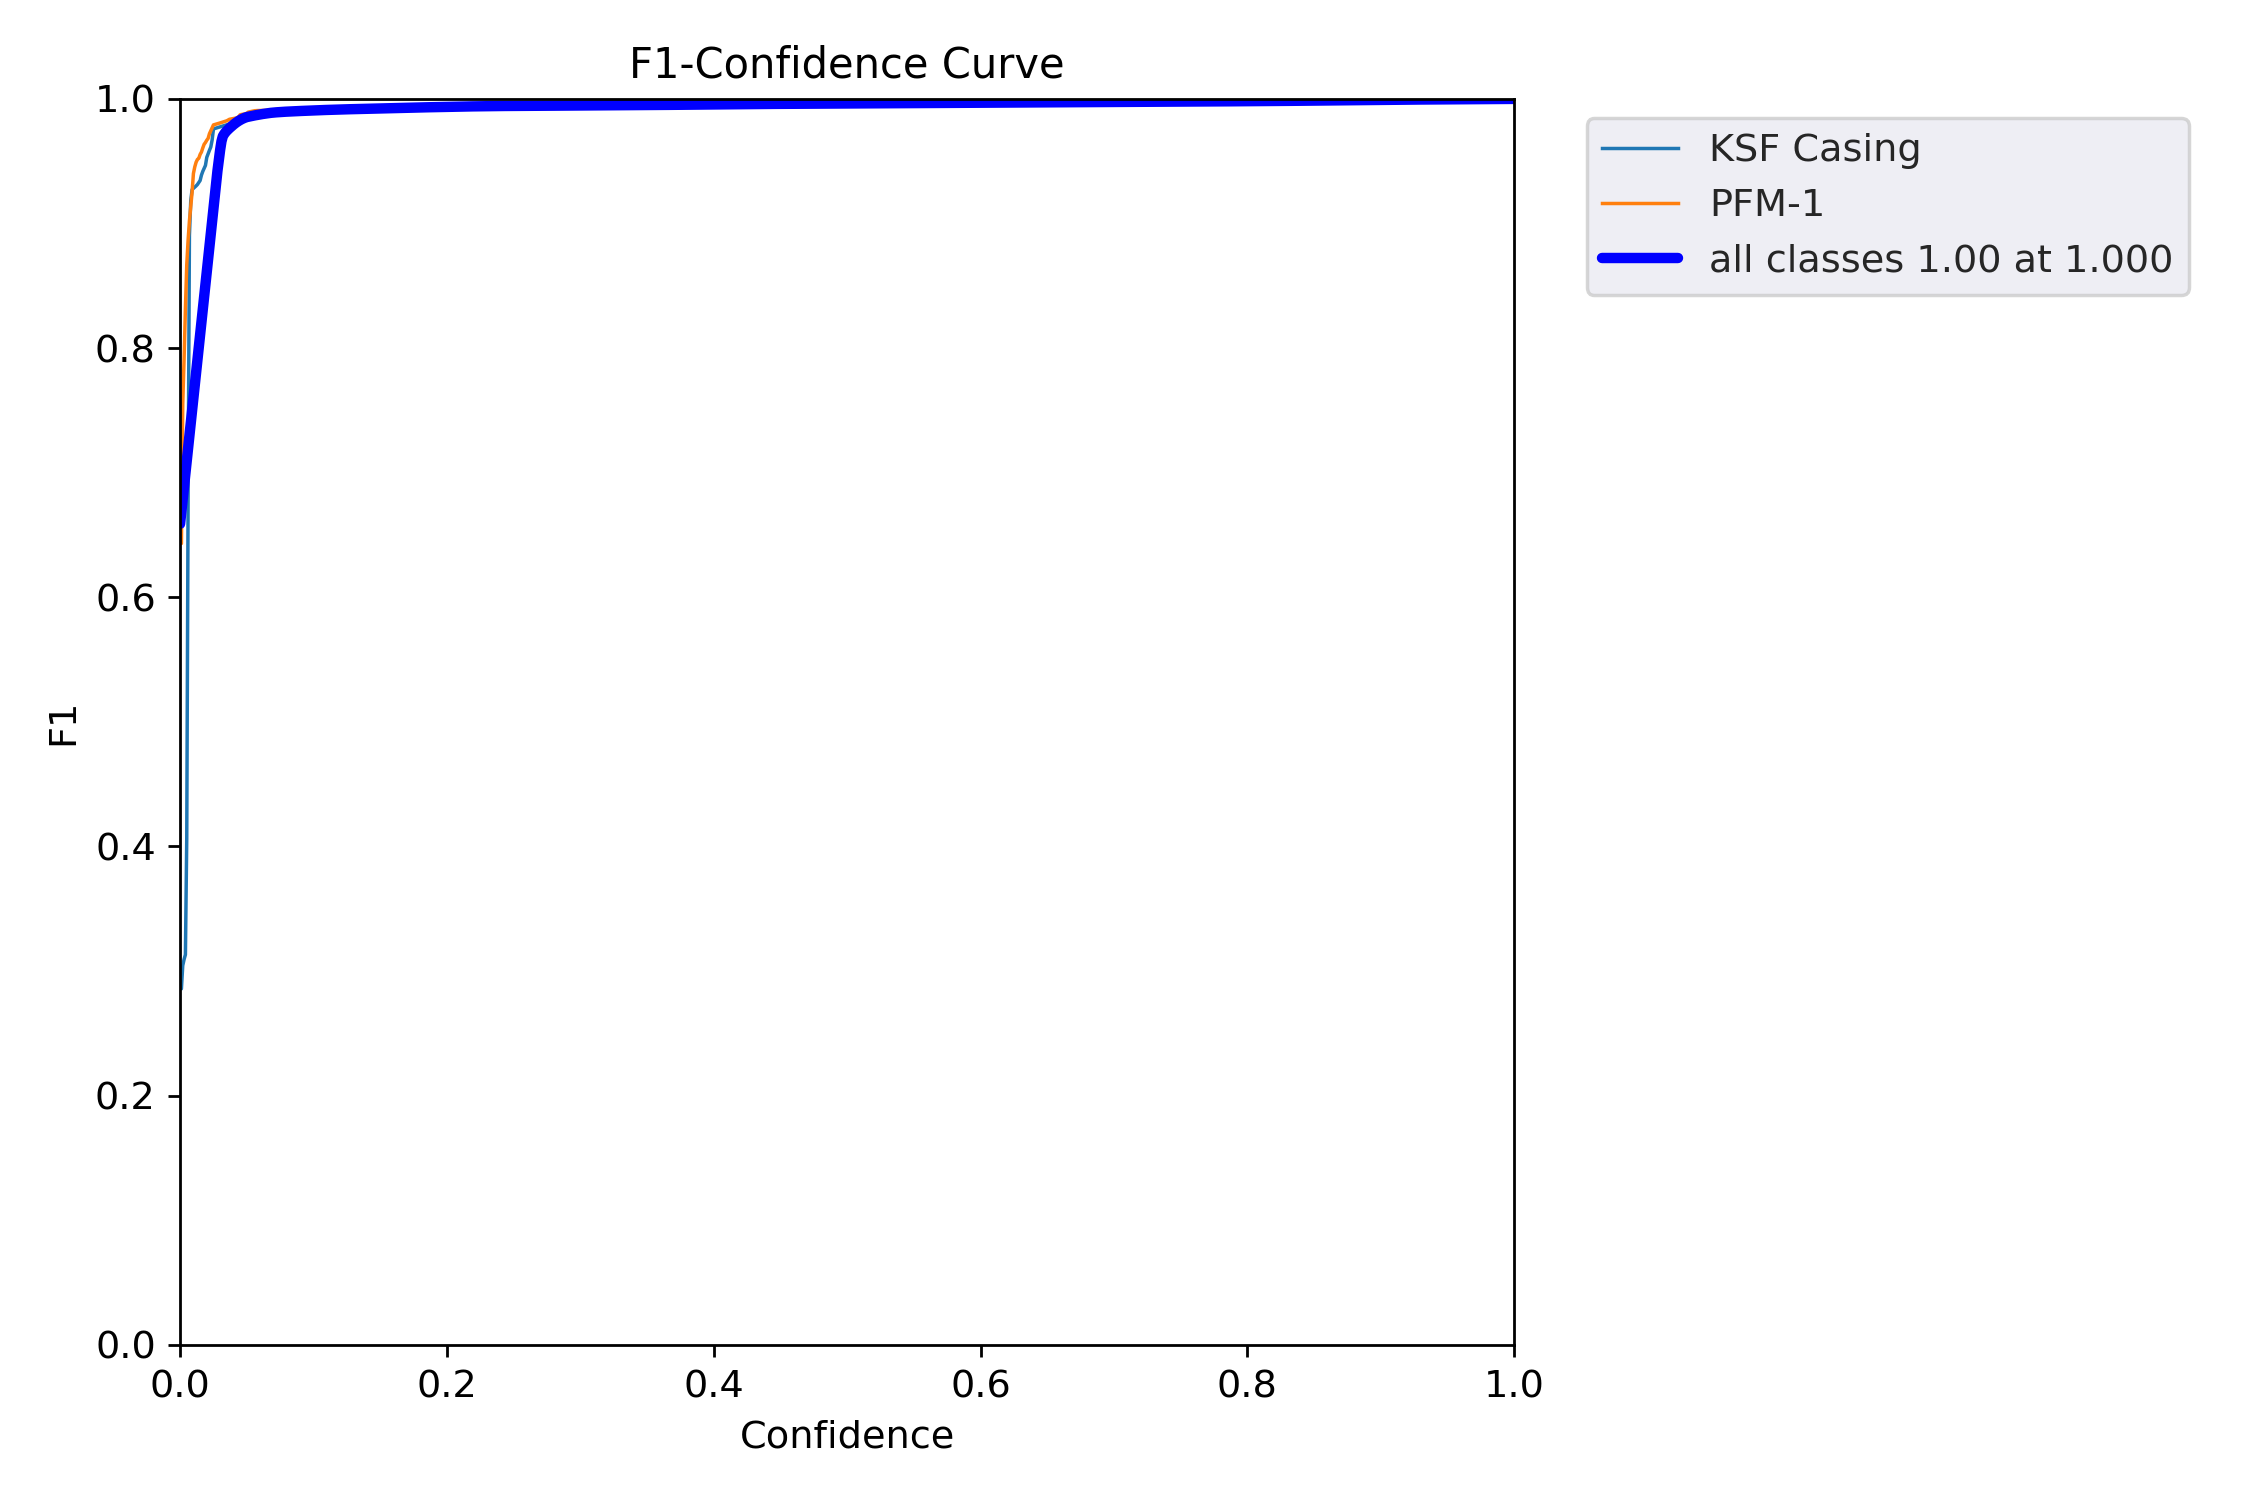 F1-Confidence Curve
1.0
0.8
0.6
0.4
0.2
0.0
F1
0.0 0.2 0.4 0.6 0.8 1.0
Confidence
KSF Casing
PFM-1
all classes 1.00 at 1.000